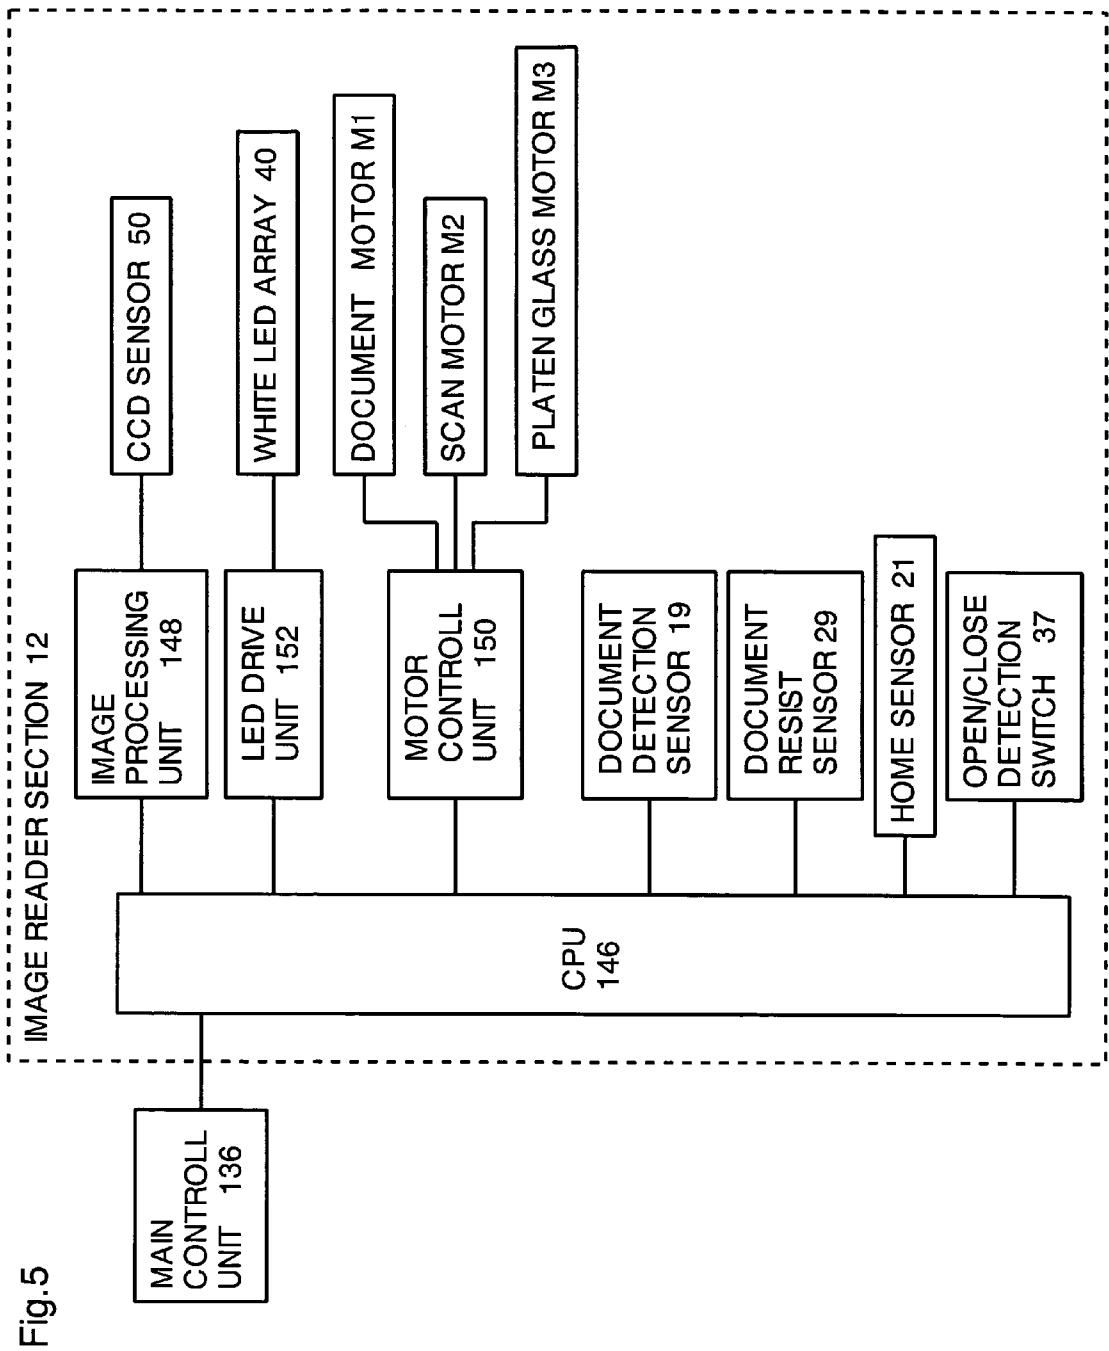 Fig.5
IMAGE READER SECTION 12
MAIN
CONTROLL
UNIT 136
CPU
146
IMAGE
PROCESSING
UNIT 148
CCD SENSOR 50
LED DRIVE
UNIT 152
WHITE LED ARRAY 40
MOTOR
CONTROLL
UNIT 150
DOCUMENT MOTOR M1
SCAN MOTOR M2
PLATEN GLASS MOTOR M3
DOCUMENT
DETECTION
SENSOR 19
DOCUMENT
RESIST
SENSOR 29
HOME SENSOR 21
OPEN/CLOSE
DETECTION
SWITCH 37